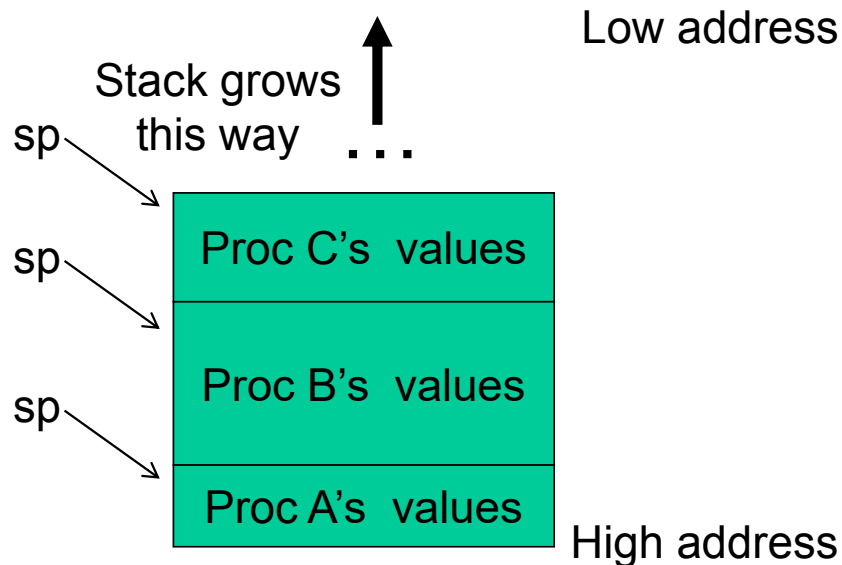 Low address
Stack grows
this way
...
sp
Proc C's values
sp
Proc B's values
sp
Proc A's values
High address